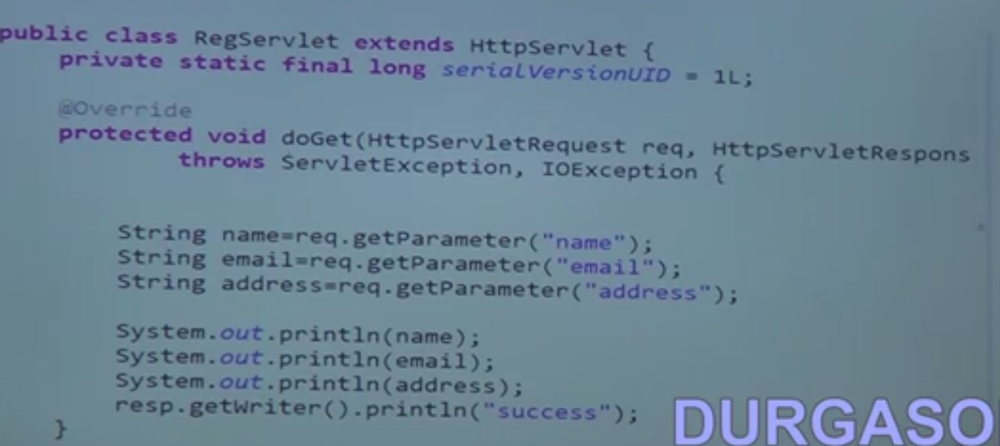 public class RegServlet extends HttpServlet {
    private static final long serialVersionUID = 1L;
    @Override
    protected void doGet(HttpServletRequest req, HttpServletRespons
            throws ServletException, IOException {
        String name=req.getParameter("name");
        String email=req.getParameter("email");
        String address=req.getParameter("address");
        System.out.println(name);
        System.out.println(email);
        System.out.println(address);
        resp.getWriter().println("success");
    }
DURGASO